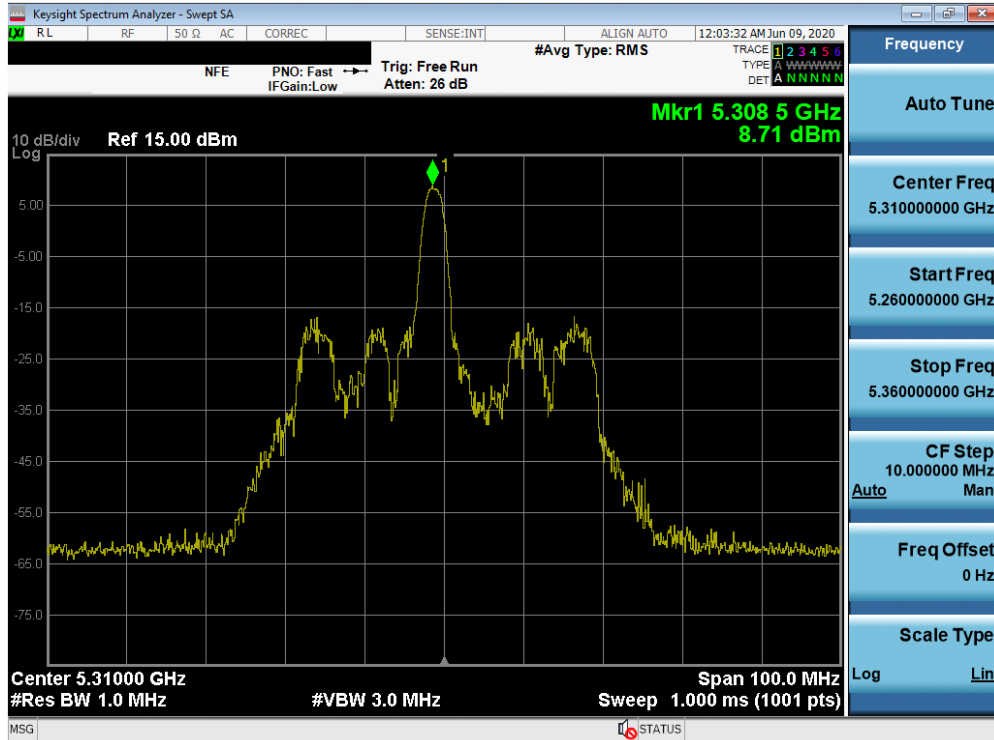 Keysight Spectrum Analyzer - Swept SA
LXI RL RF 50 Ω AC CORREC SENSE:INT ALIGN AUTO 12:03:32 AM Jun 09, 2020
#Avg Type: RMS TRACE 1 2 3 4 5 6
TYPE A WWWWW
DET A N N N N N
NFE PNO: Fast Trig: Free Run
IFGain:Low Atten: 26 dB
Mkr1 5.308 5 GHz
8.71 dBm
10 dB/div Ref 15.00 dBm
Log
1
5.00
-5.00
-15.0
-25.0
-35.0
-45.0
-55.0
-65.0
-75.0
Center 5.31000 GHz Span 100.0 MHz
#Res BW 1.0 MHz #VBW 3.0 MHz Sweep 1.000 ms (1001 pts)
MSG STATUS
Frequency
Auto Tune
Center Freq
5.310000000 GHz
Start Freq
5.260000000 GHz
Stop Freq
5.360000000 GHz
CF Step
10.000000 MHz
Auto Man
Freq Offset
0 Hz
Scale Type
Log Lin